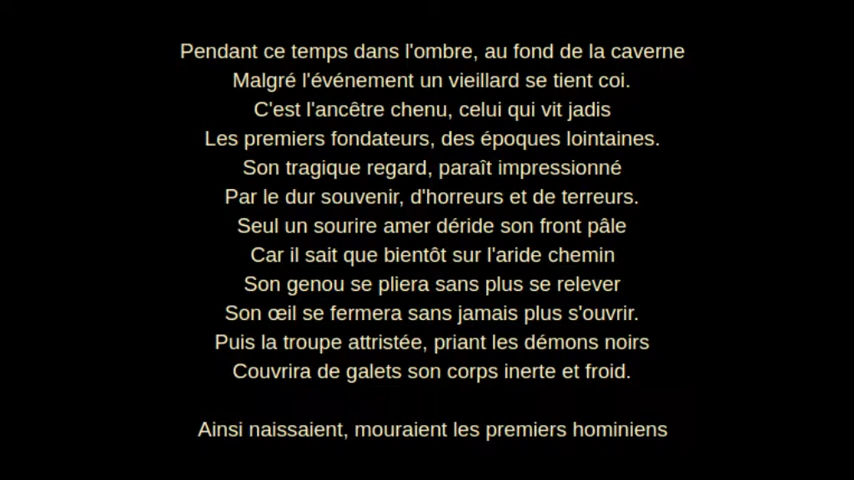 Pendant ce temps dans l'ombre, au fond de la caverne
Malgré l'événement un vieillard se tient coi.
C'est l'ancêtre chenu, celui qui vit jadis
Les premiers fondateurs, des époques lointaines.
Son tragique regard, paraît impressionné
Par le dur souvenir, d'horreurs et de terreurs.
Seul un sourire amer déride son front pâle
Car il sait que bientôt sur l'aride chemin
Son genou se pliera sans plus se relever
Son œil se fermera sans jamais plus s'ouvrir.
Puis la troupe attristée, priant les démons noirs
Couvrira de galets son corps inerte et froid.
Ainsi naissaient, mouraient les premiers hominiens